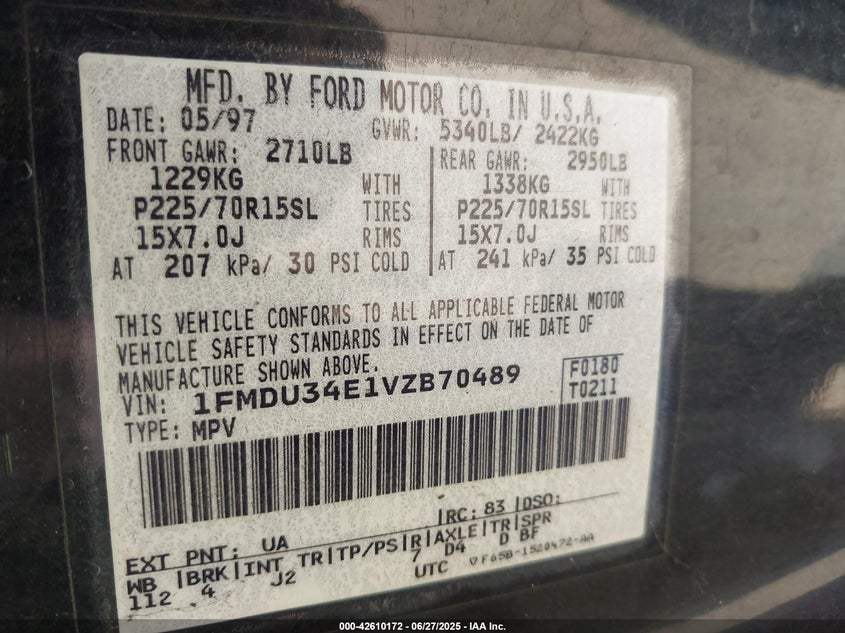 MFD. BY FORD MOTOR CO. IN U.S.A.
DATE: 05/97 GVWR: 5340LB/ 2422KG
FRONT GAWR: 2710LB REAR GAWR: 2950LB
1229KG WITH 1338KG WITH
P225/70R15SL TIRES P225/70R15SL TIRES
15X7.0J RIMS 15X7.0J RIMS
AT 207 kPa/ 30 PSI COLD AT 241 kPa/ 35 PSI COLD
THIS VEHICLE CONFORMS TO ALL APPLICABLE FEDERAL MOTOR
VEHICLE SAFETY STANDARDS IN EFFECT ON THE DATE OF
MANUFACTURE SHOWN ABOVE.
VIN: 1FMDU34E1VZB70489 F0180
TYPE: MPV T0211
EXT PNT: UA |RC: 83 |DSO:
WB |BRK|INT TR|TP/PS|R|AXLE|TR|SPR
112 4 J2 7 D4 D BF
UTC ▽F65B-1520472-AA
000-42610172 - 06/27/2025 - IAA Inc.